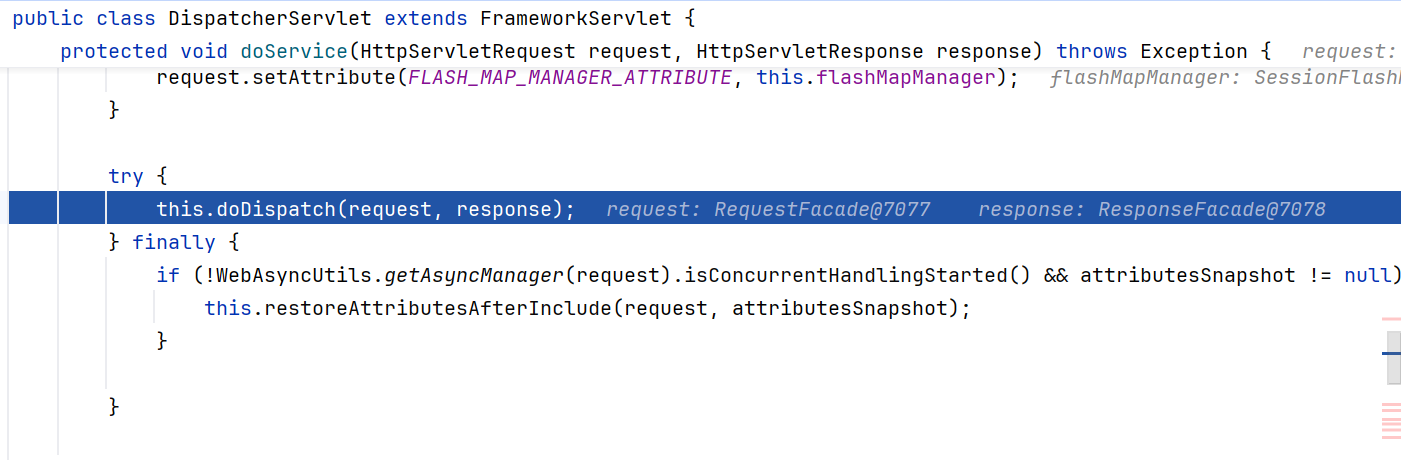 public class DispatcherServlet extends FrameworkServlet {
protected void doService(HttpServletRequest request, HttpServletResponse response) throws Exception { request:
request.setAttribute(FLASH_MAP_MANAGER_ATTRIBUTE, this.flashMapManager); flashMapManager:
}
try {
this.doDispatch(request, response); request: RequestFacade@7077 response: ResponseFacade@7078
} finally {
if (!WebAsyncUtils.getAsyncManager(request).isConcurrentHandlingStarted() && attributesSnapshot != null)
this.restoreAttributesAfterInclude(request, attributesSnapshot);
}
}